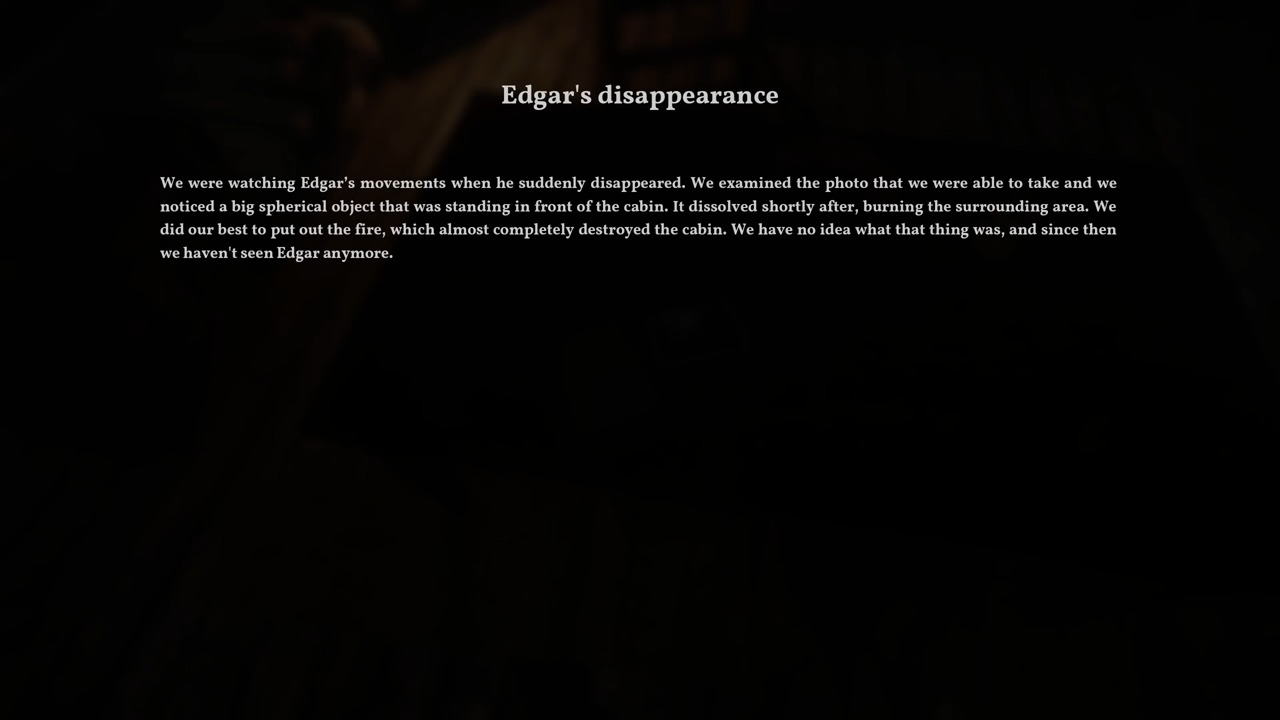 Edgar's disappearance
We were watching Edgar’s movements when he suddenly disappeared. We examined the photo that we were able to take and we
noticed a big spherical object that was standing in front of the cabin. It dissolved shortly after, burning the surrounding area. We
did our best to put out the fire, which almost completely destroyed the cabin. We have no idea what that thing was, and since then
we haven't seen Edgar anymore.